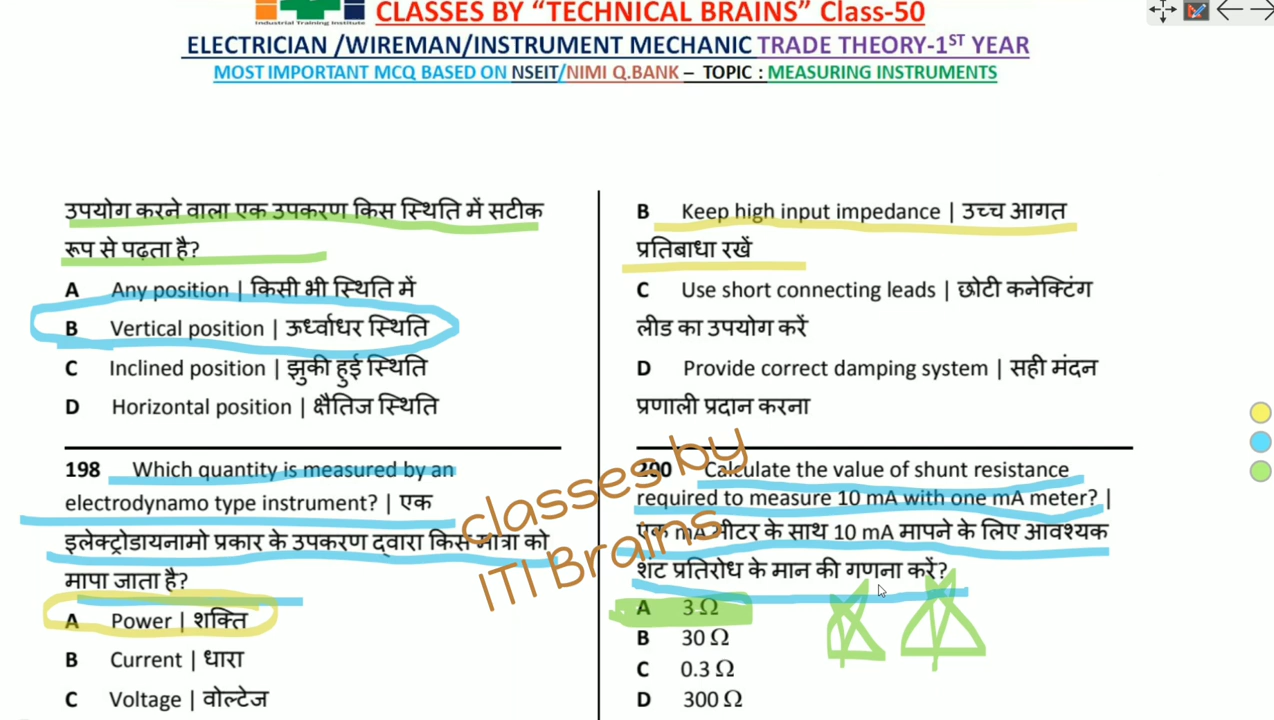 Industrial Training Institute
CLASSES BY “TECHNICAL BRAINS” Class-50
ELECTRICIAN /WIREMAN/INSTRUMENT MECHANIC TRADE THEORY-1ST YEAR
MOST IMPORTANT MCQ BASED ON NSEIT/NIMI Q.BANK – TOPIC : MEASURING INSTRUMENTS
उपयोग करने वाला एक उपकरण किस स्थिति में सटीक
रूप से पढ़ता है?
A Any position | किसी भी स्थिति में
B Vertical position | ऊर्ध्वाधर स्थिति
C Inclined position | झुकी हुई स्थिति
D Horizontal position | क्षैतिज स्थिति
198 Which quantity is measured by an
electrodynamo type instrument? | एक
इलेक्ट्रोडायनामो प्रकार के उपकरण द्वारा किस मात्रा को
मापा जाता है?
A Power | शक्ति
B Current | धारा
C Voltage | वोल्टेज
B Keep high input impedance | उच्च आगत
प्रतिबाधा रखें
C Use short connecting leads | छोटी कनेक्टिंग
लीड का उपयोग करें
D Provide correct damping system | सही मंदन
प्रणाली प्रदान करना
200 Calculate the value of shunt resistance
required to measure 10 mA with one mA meter? |
एक mA मीटर के साथ 10 mA मापने के लिए आवश्यक
शंट प्रतिरोध के मान की गणना करें?
A 3 Ω
B 30 Ω
C 0.3 Ω
D 300 Ω
classes by
ITI Brains